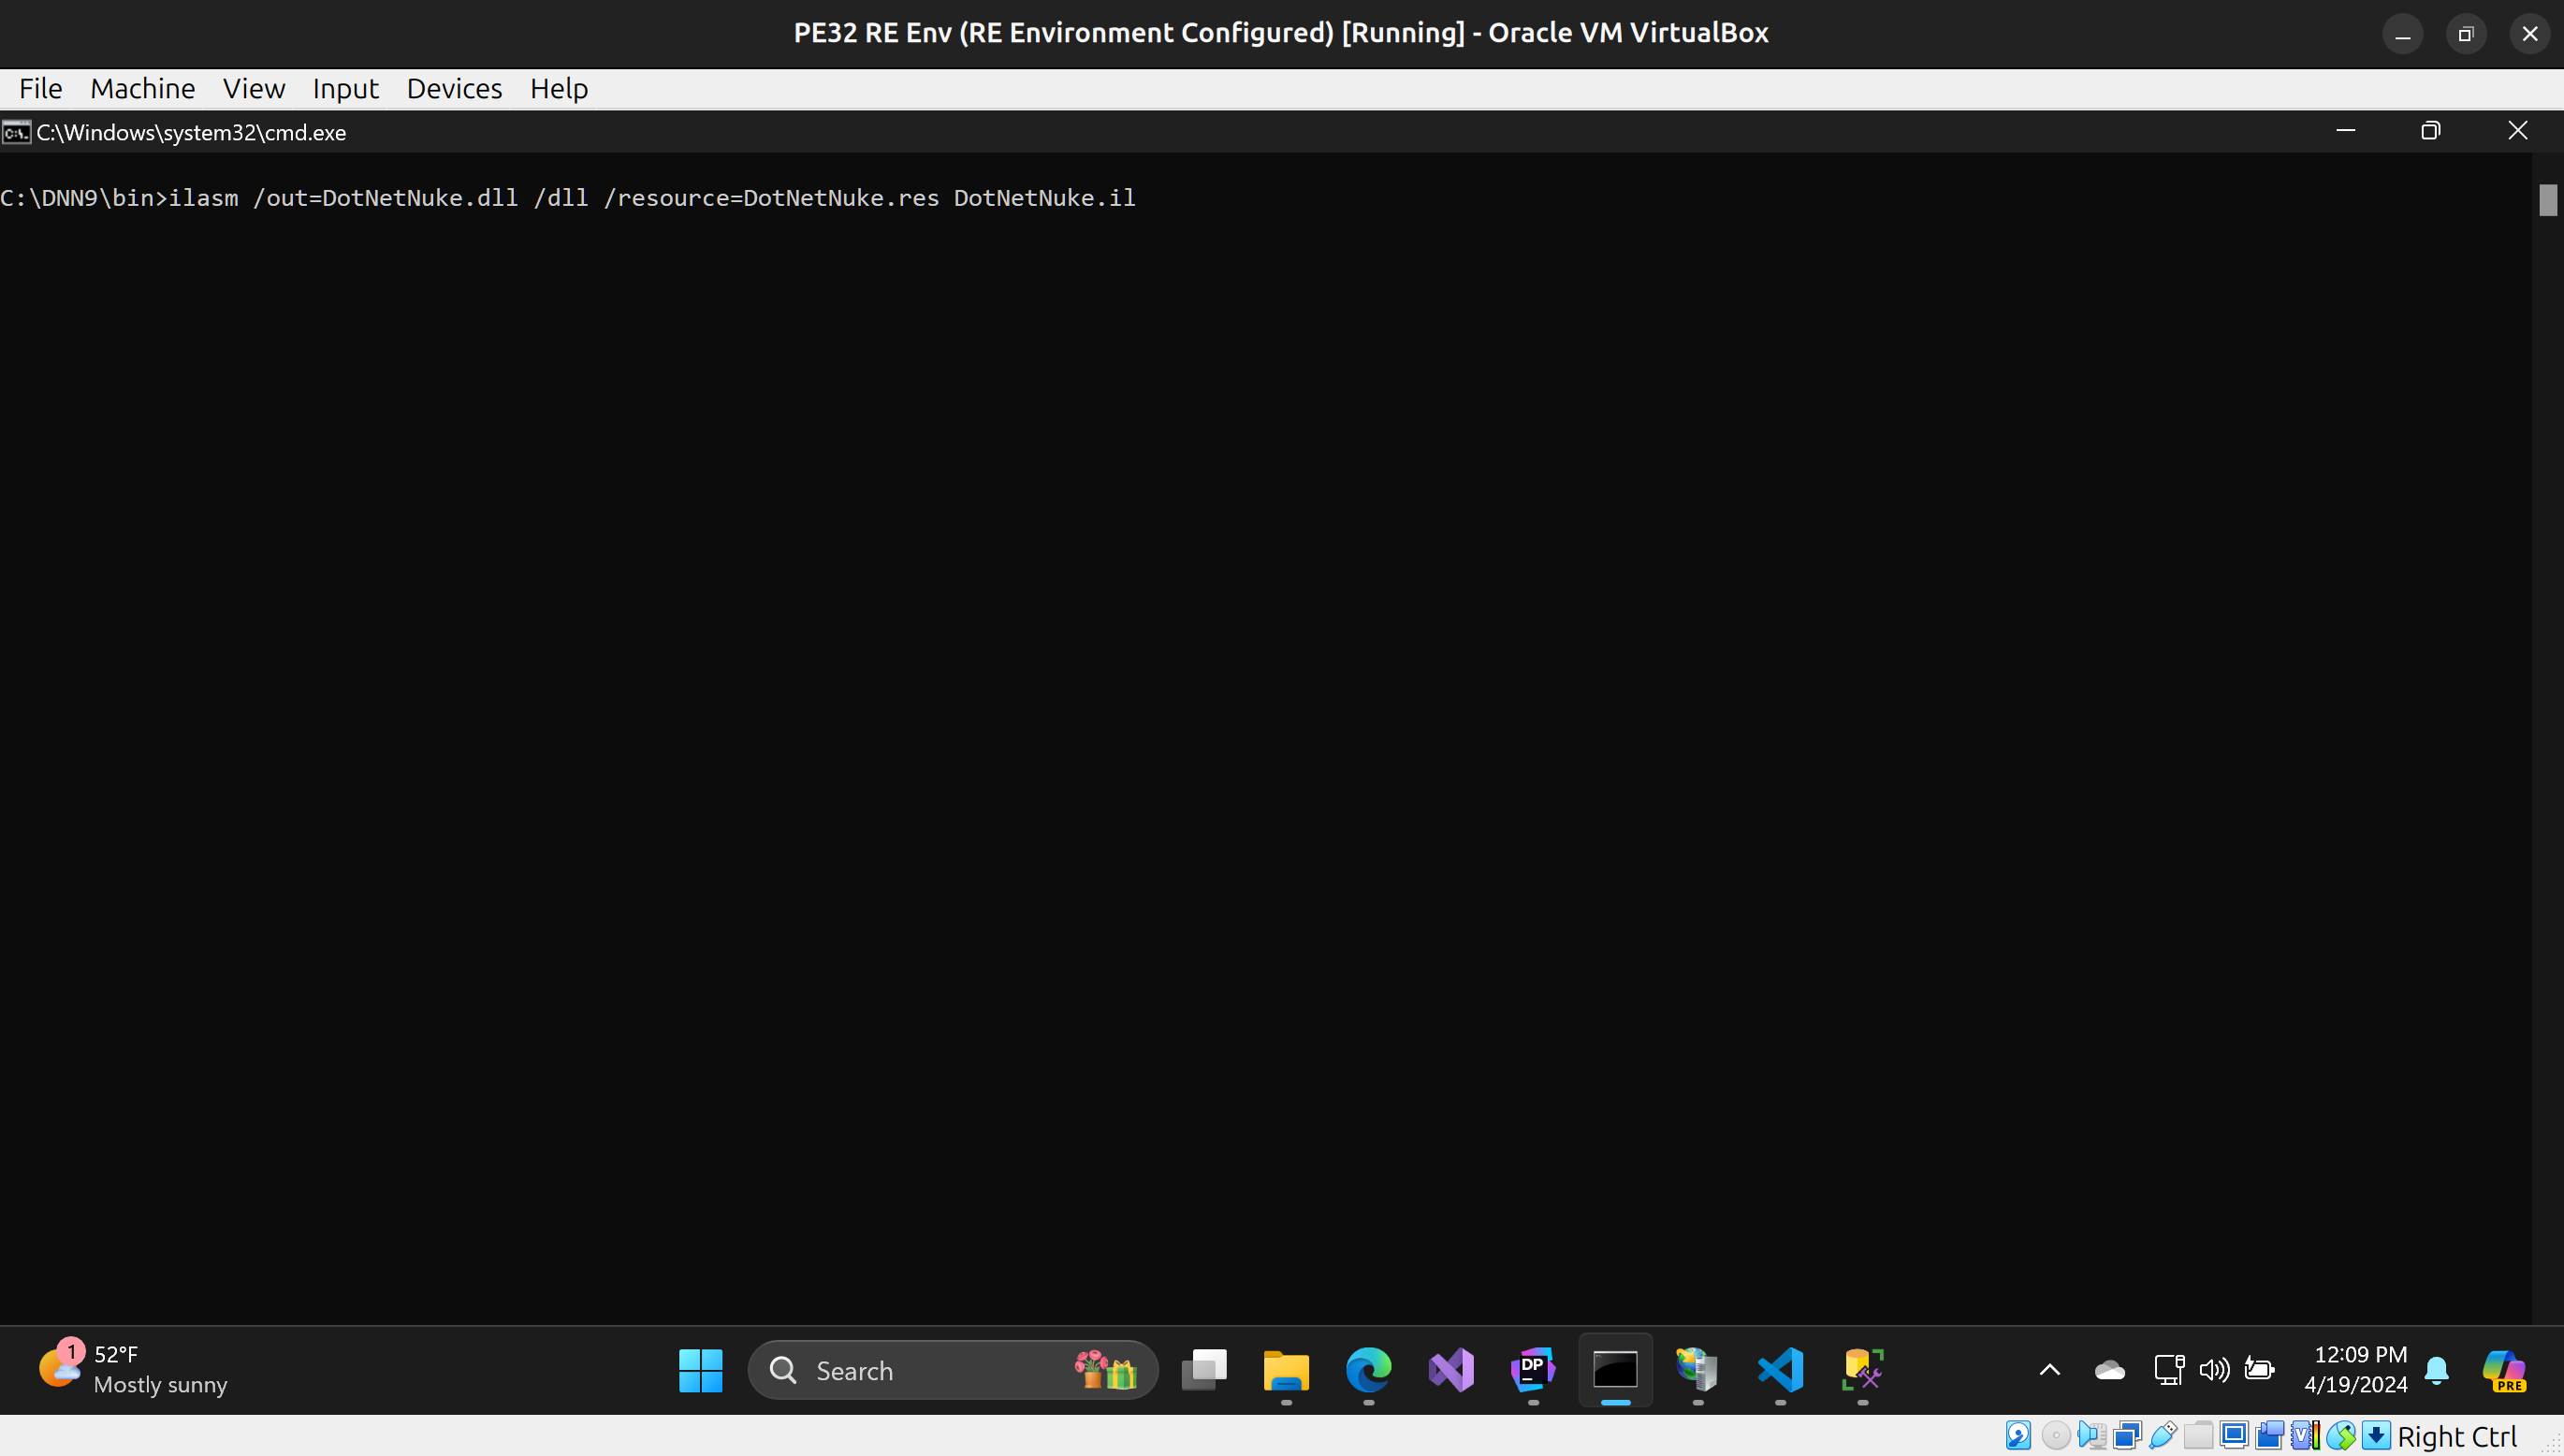 PE32 RE Env (RE Environment Configured) [Running] - Oracle VM VirtualBox
File Machine View Input Devices Help
C:\Windows\system32\cmd.exe
C:\DNN9\bin>ilasm /out=DotNetNuke.dll /dll /resource=DotNetNuke.res DotNetNuke.il
1
52°F
Mostly sunny
Search
DP
12:09 PM
4/19/2024
PRE
Right Ctrl